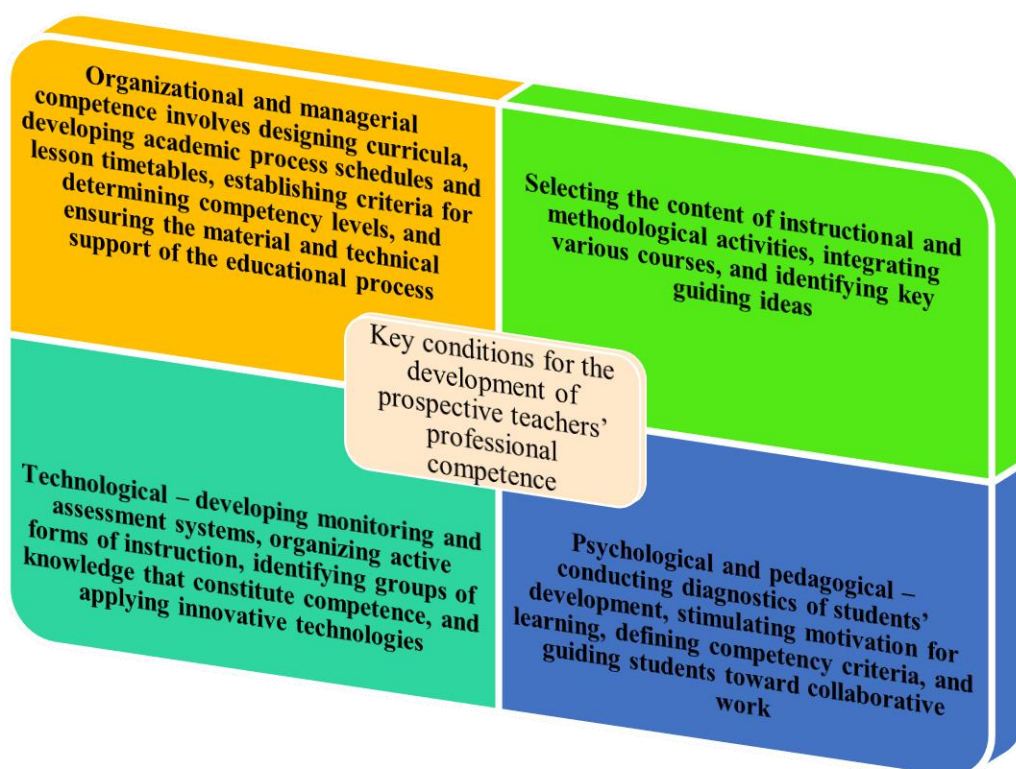 Organizational and managerial
competence involves designing curricula,
developing academic process schedules and
lesson timetables, establishing criteria for
determining competency levels, and
ensuring the material and technical
support of the educational process
Selecting the content of instructional and
methodological activities, integrating
various courses, and identifying key
guiding ideas
Key conditions for the
development of
prospective teachers’
professional
competence
Technological – developing monitoring and
assessment systems, organizing active
forms of instruction, identifying groups of
knowledge that constitute competence, and
applying innovative technologies
Psychological and pedagogical –
conducting diagnostics of students’
development, stimulating motivation for
learning, defining competency criteria, and
guiding students toward collaborative
work